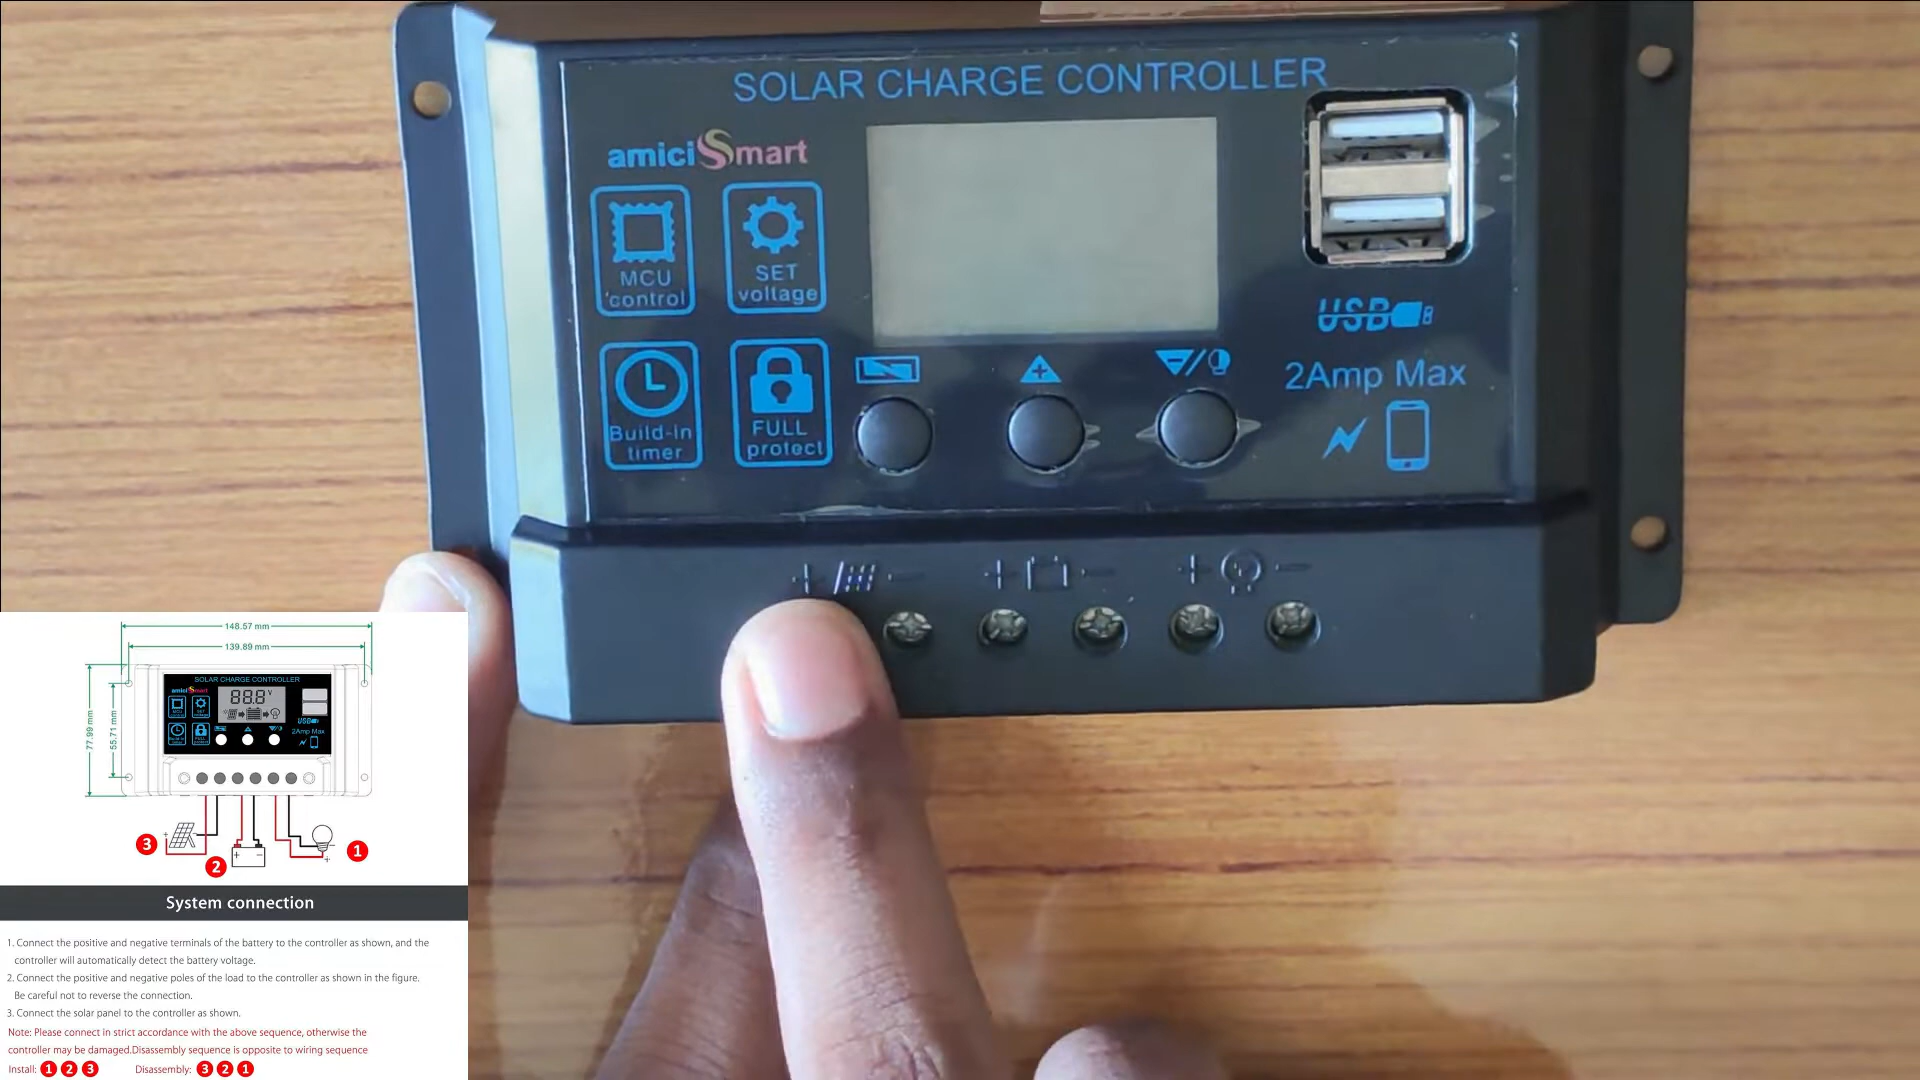 SOLAR CHARGE CONTROLLER
amiciSmart
MCU
control
SET
voltage
Build-In
timer
FULL
protect
USB
2Amp Max
148.57 mm
139.89 mm
77.99 mm
55.71 mm
SOLAR CHARGE CONTROLLER
amiciSmart
88.8 V
USB
2Amp Max
3
2
1
System connection
1. Connect the positive and negative terminals of the battery to the controller as shown, and the
controller will automatically detect the battery voltage.
2. Connect the positive and negative poles of the load to the controller as shown in the figure.
Be careful not to reverse the connection.
3. Connect the solar panel to the controller as shown.
Note: Please connect in strict accordance with the above sequence, otherwise the
controller may be damaged.Disassembly sequence is opposite to wiring sequence
Install: 1 2 3 Disassembly: 3 2 1